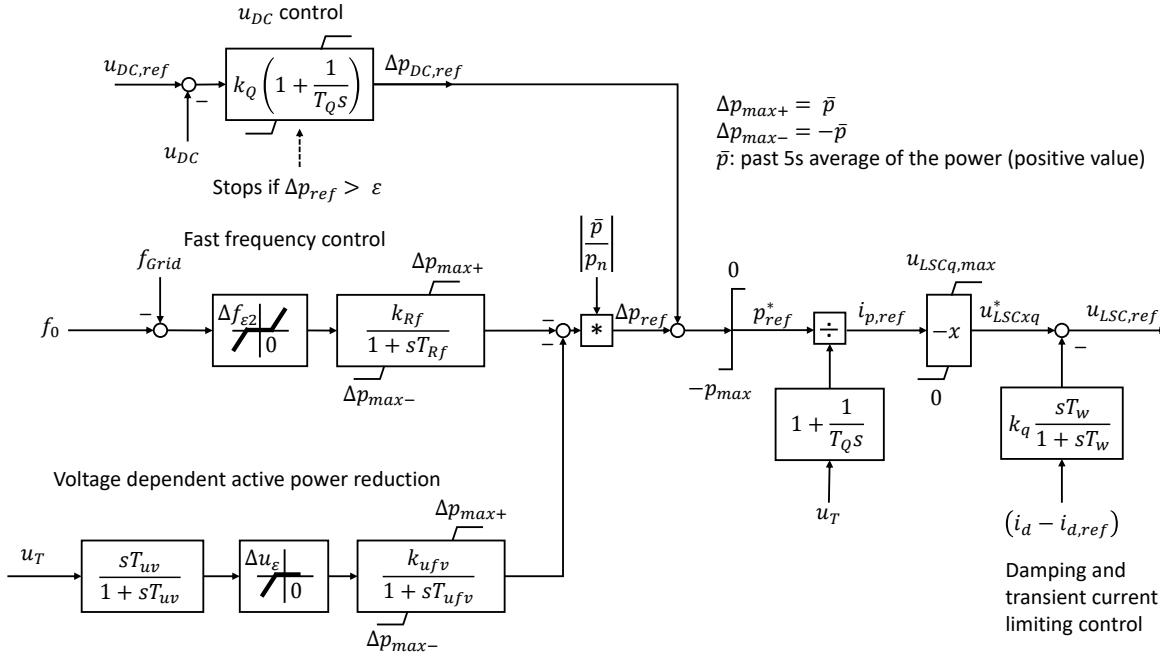 u_DC control
u_DC,ref
−
k_Q (1 + 1/(T_Q s))
Δp_DC,ref
u_DC
Stops if Δp_ref > ε
Δp_max+ = p̄
Δp_max− = −p̄
p̄: past 5s average of the power (positive value)
Fast frequency control
f_Grid
f_0
−
Δf_ε2
0
Δp_max+
k_Rf / (1 + sT_Rf)
Δp_max−
−
−
|p̄/p_n|
*
Δp_ref
0
−p_max
p*_ref
÷
i_p,ref
1 + 1/(T_Q s)
u_T
u_LSCq,max
−x
0
u*_LSCxq
−
u_LSC,ref
k_q sT_w/(1 + sT_w)
(i_d − i_d,ref)
Damping and
transient current
limiting control
Voltage dependent active power reduction
u_T
sT_uv / (1 + sT_uv)
Δu_ε
0
Δp_max+
k_ufv / (1 + sT_ufv)
Δp_max−